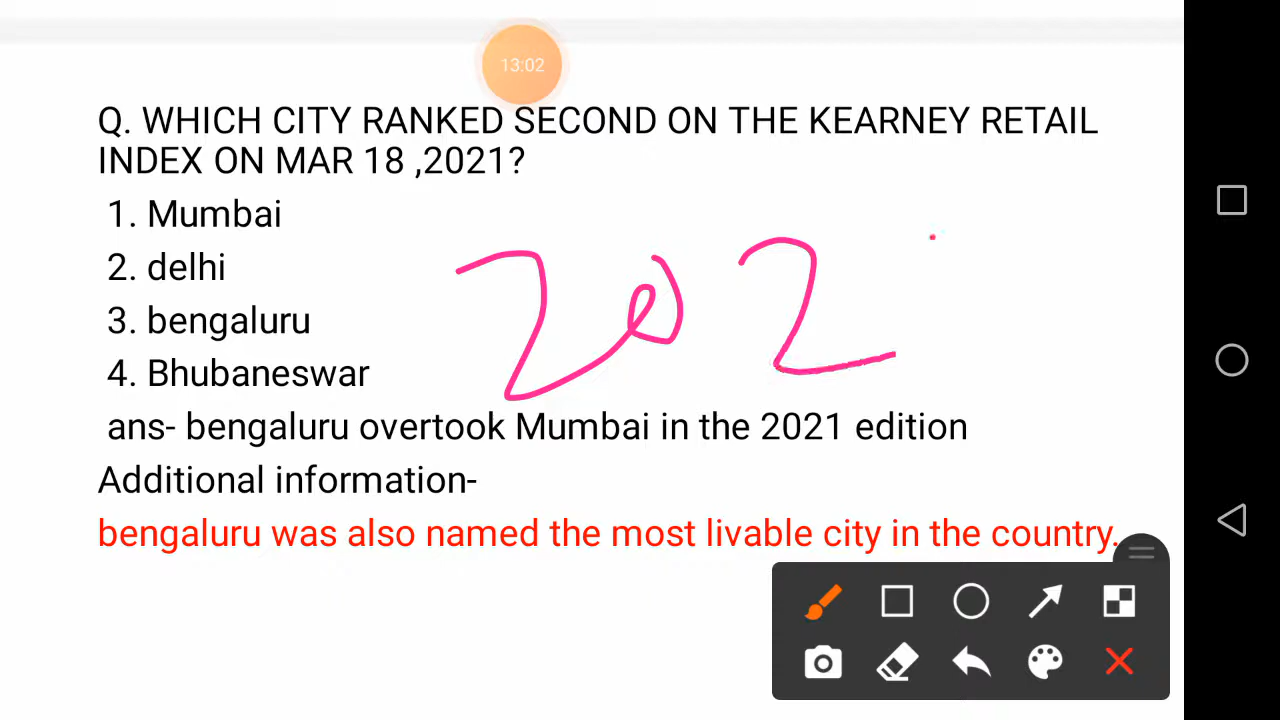 13:02
Q. WHICH CITY RANKED SECOND ON THE KEARNEY RETAIL
INDEX ON MAR 18 ,2021?
1. Mumbai
2. delhi
3. bengaluru
4. Bhubaneswar
202
ans- bengaluru overtook Mumbai in the 2021 edition
Additional information-
bengaluru was also named the most livable city in the country.